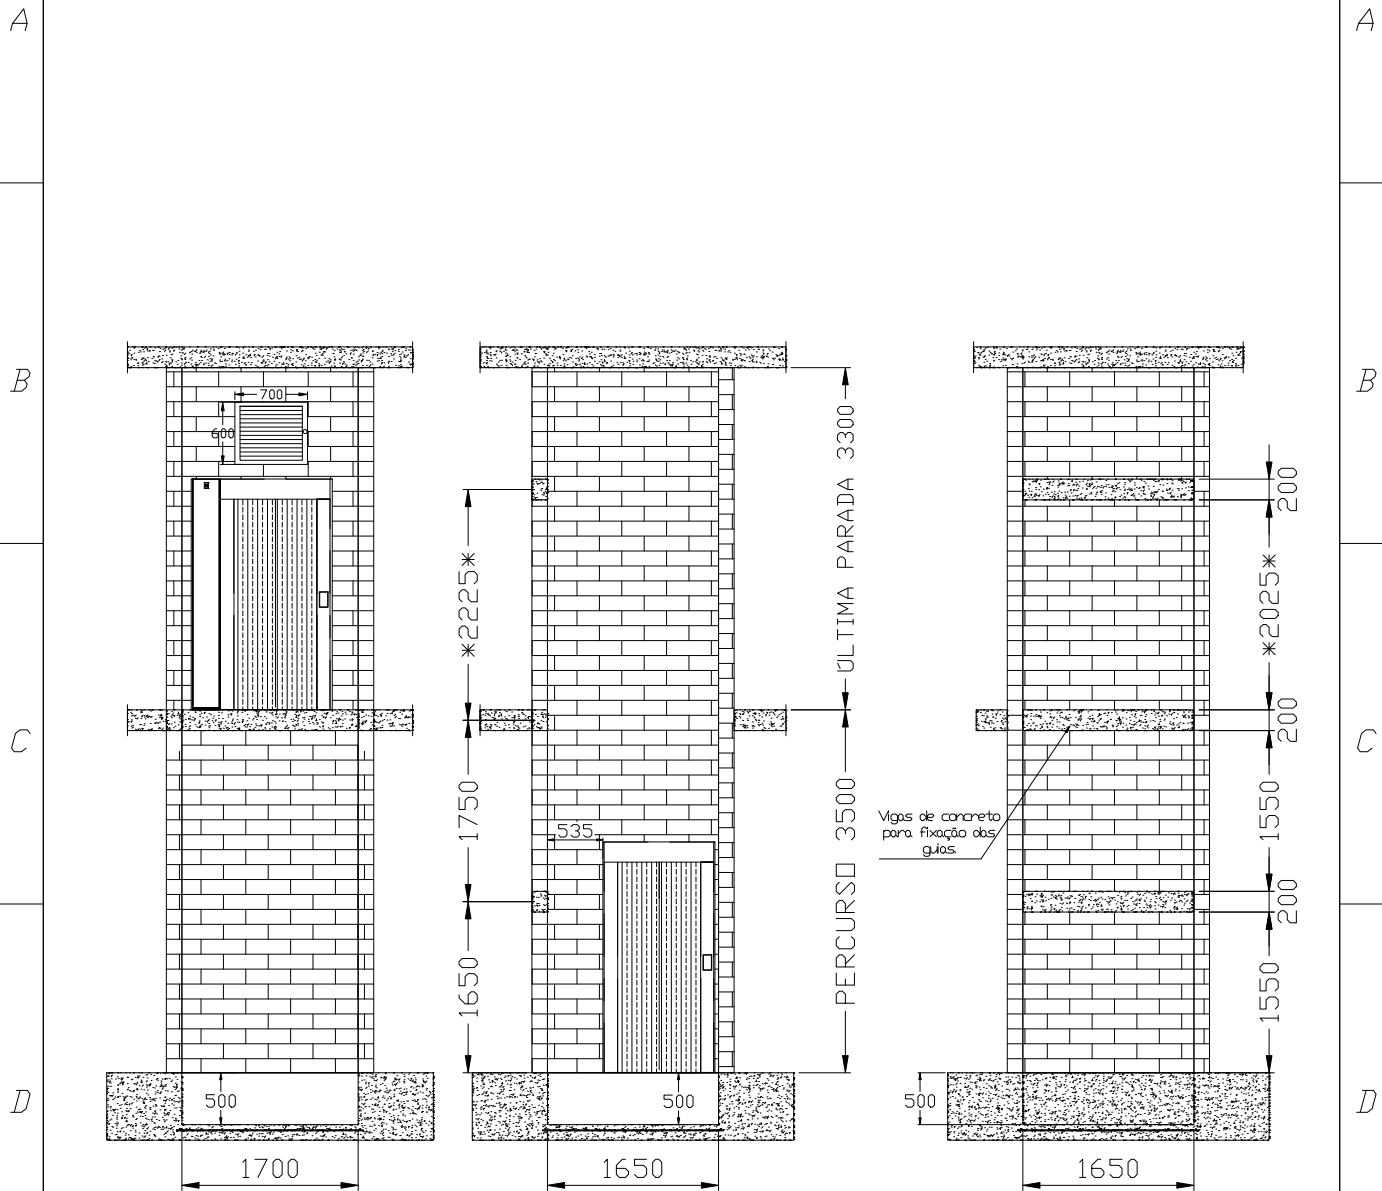 A
A
B
B
C
C
D
D
700
600
500
1700
*2225*
1750
1650
535
500
1650
ÚLTIMA PARADA 3300
PERCURSO 3500
Vigas de concreto
para fixação das
guias.
500
1650
200
*2025*
200
1550
200
1550